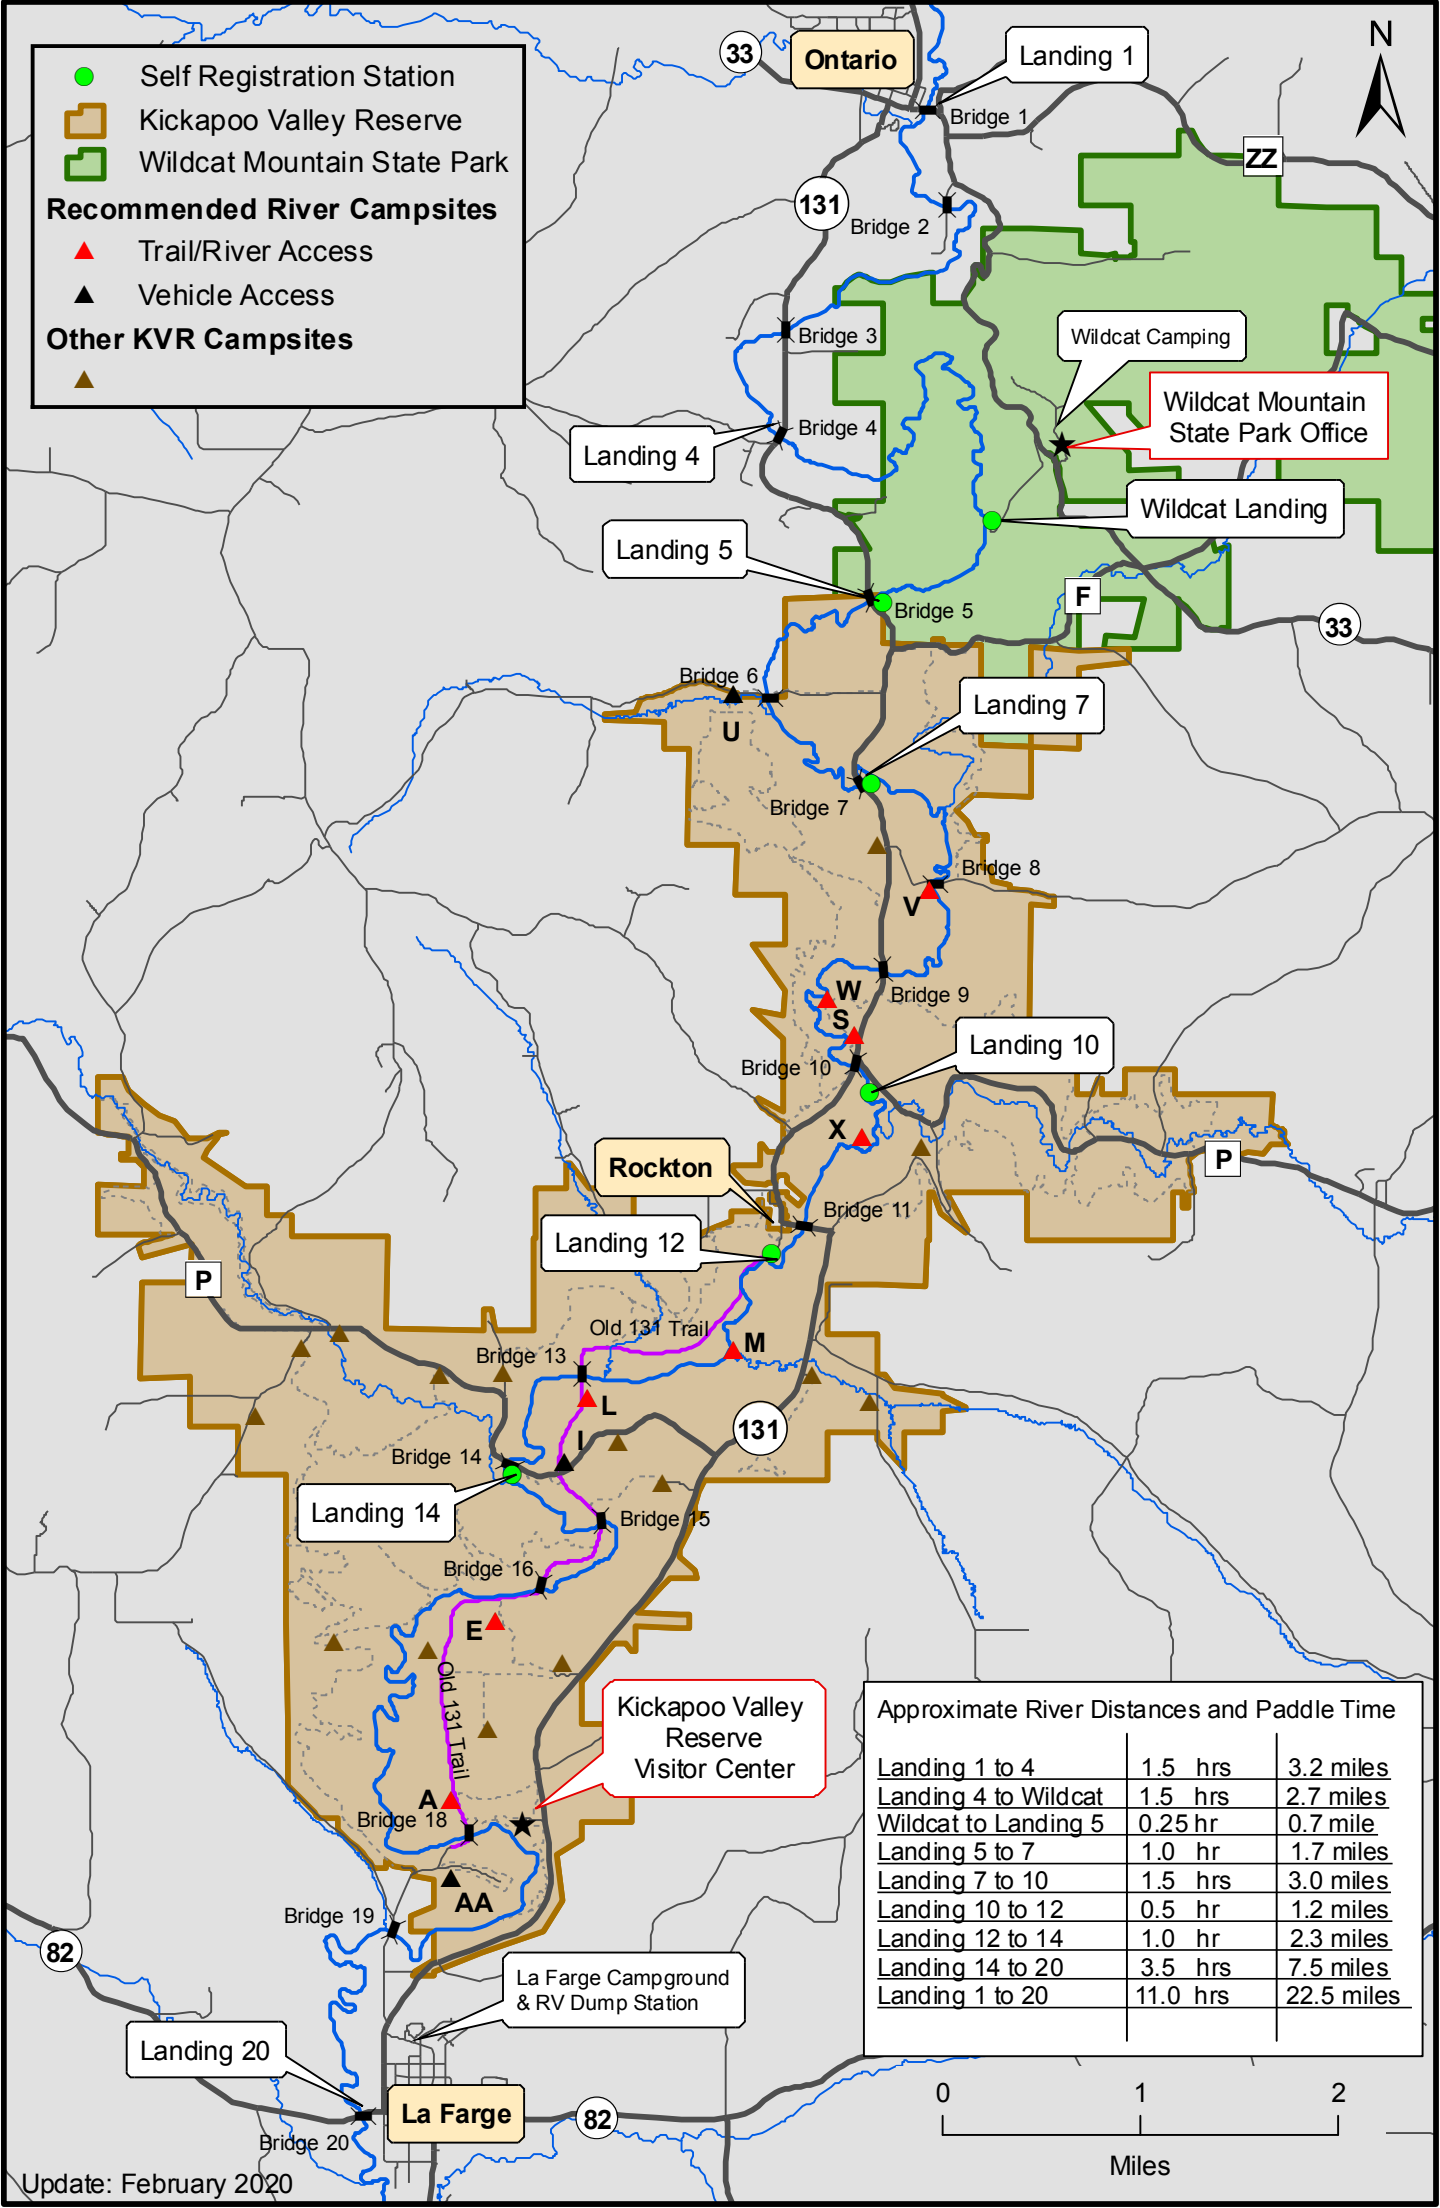 Self Registration Station
Kickapoo Valley Reserve
Wildcat Mountain State Park
Recommended River Campsites
Trail/River Access
Vehicle Access
Other KVR Campsites
33
Ontario
Landing 1
N
Bridge 1
ZZ
131
Bridge 2
Bridge 3
Wildcat Camping
Wildcat Mountain
State Park Office
Bridge 4
Landing 4
Wildcat Landing
Landing 5
F
Bridge 5
33
Bridge 6
U
Landing 7
Bridge 7
Bridge 8
V
W
Bridge 9
S
Landing 10
Bridge 10
X
Rockton
P
Bridge 11
Landing 12
P
Old 131 Trail
M
Bridge 13
L
131
I
Bridge 14
Landing 14
Bridge 15
Bridge 16
E
Old 131 Trail
Kickapoo Valley
Reserve
Visitor Center
A
Bridge 18
AA
Bridge 19
82
La Farge Campground
& RV Dump Station
Landing 20
La Farge
82
Bridge 20
Update: February 2020
Approximate River Distances and Paddle Time
Landing 1 to 4 1.5 hrs 3.2 miles
Landing 4 to Wildcat 1.5 hrs 2.7 miles
Wildcat to Landing 5 0.25 hr 0.7 mile
Landing 5 to 7 1.0 hr 1.7 miles
Landing 7 to 10 1.5 hrs 3.0 miles
Landing 10 to 12 0.5 hr 1.2 miles
Landing 12 to 14 1.0 hr 2.3 miles
Landing 14 to 20 3.5 hrs 7.5 miles
Landing 1 to 20 11.0 hrs 22.5 miles
0 1 2
Miles